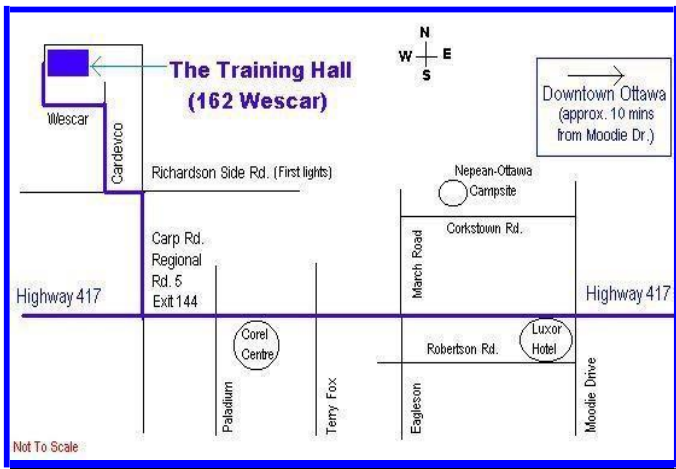 N
W E
S
The Training Hall
(162 Wescar)
Downtown Ottawa
(approx. 10 mins
from Moodie Dr.)
Wescar
Cardevco
Richardson Side Rd. (First lights)
Nepean-Ottawa
Campsite
Corkstown Rd.
March Road
Carp Rd.
Regional
Rd. 5
Exit 144
Highway 417
Highway 417
Corel
Centre
Luxor
Hotel
Robertson Rd.
Paladium
Terry Fox
Eagleson
Moodie Drive
Not To Scale